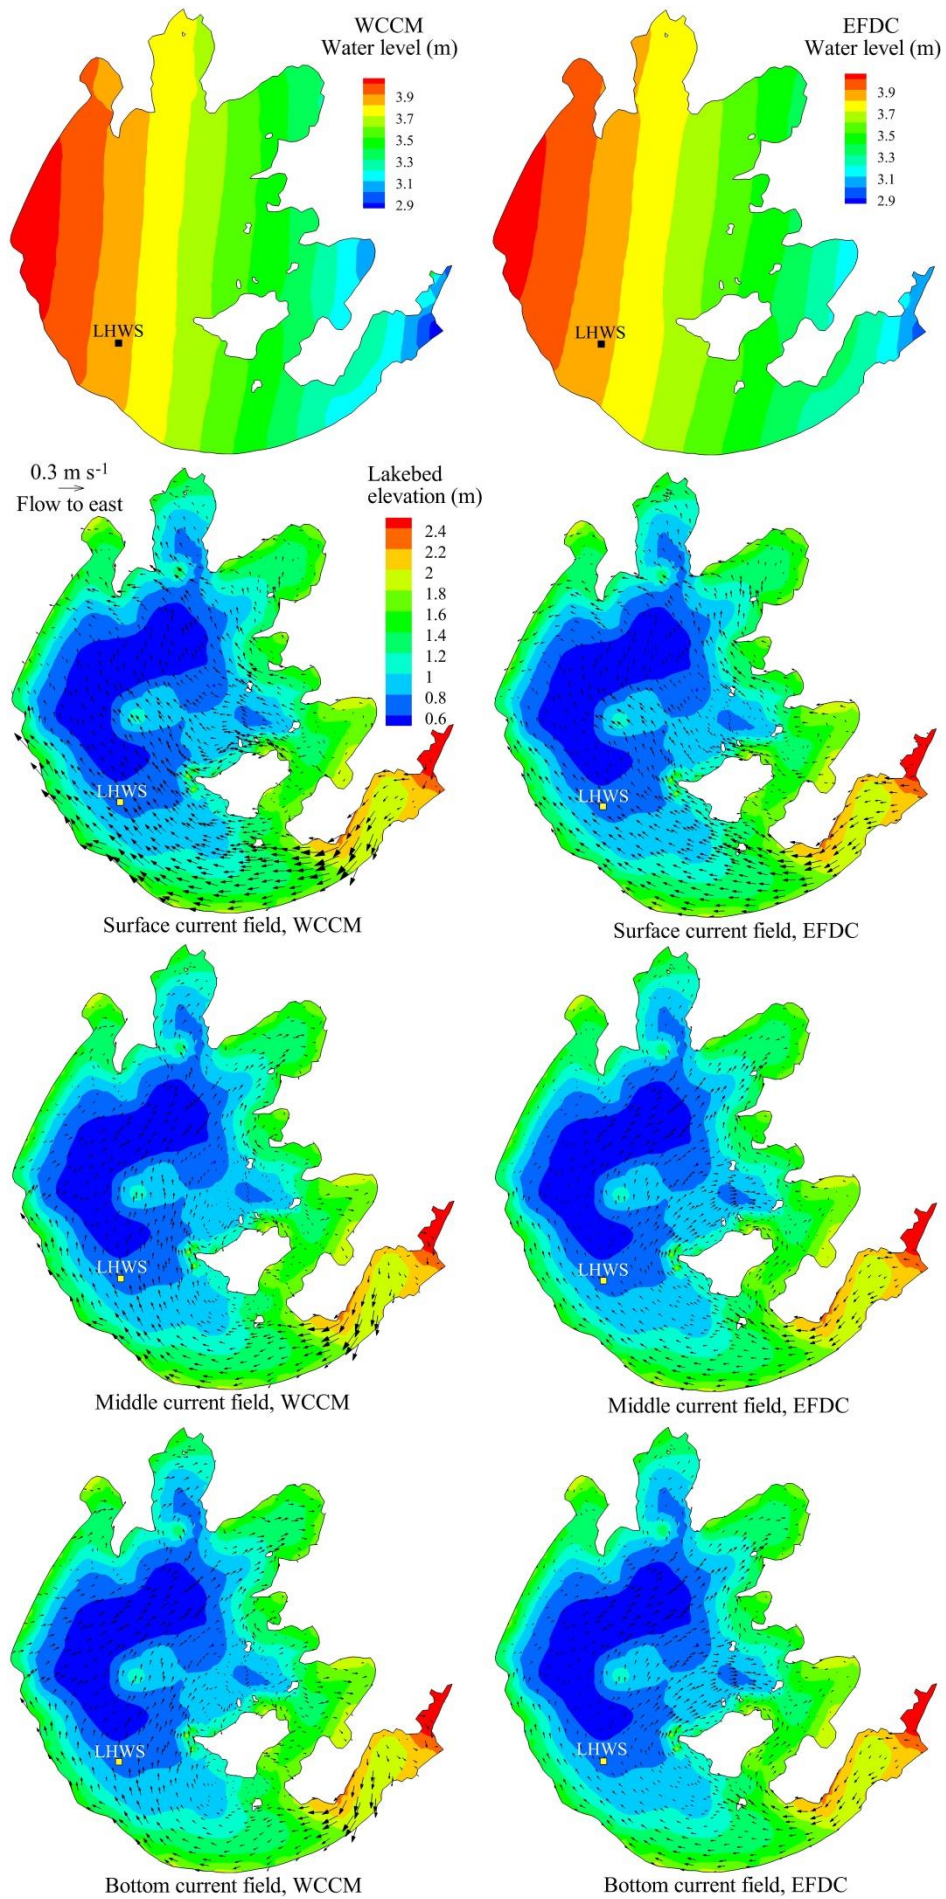 WCCM
Water level (m)
3.9
3.7
3.5
3.3
3.1
2.9
LHWS
EFDC
Water level (m)
3.9
3.7
3.5
3.3
3.1
2.9
LHWS
0.3 m s-1
Flow to east
Lakebed
elevation (m)
2.4
2.2
2
1.8
1.6
1.4
1.2
1
0.8
0.6
LHWS
LHWS
Surface current field, WCCM
Surface current field, EFDC
LHWS
LHWS
Middle current field, WCCM
Middle current field, EFDC
LHWS
LHWS
Bottom current field, WCCM
Bottom current field, EFDC